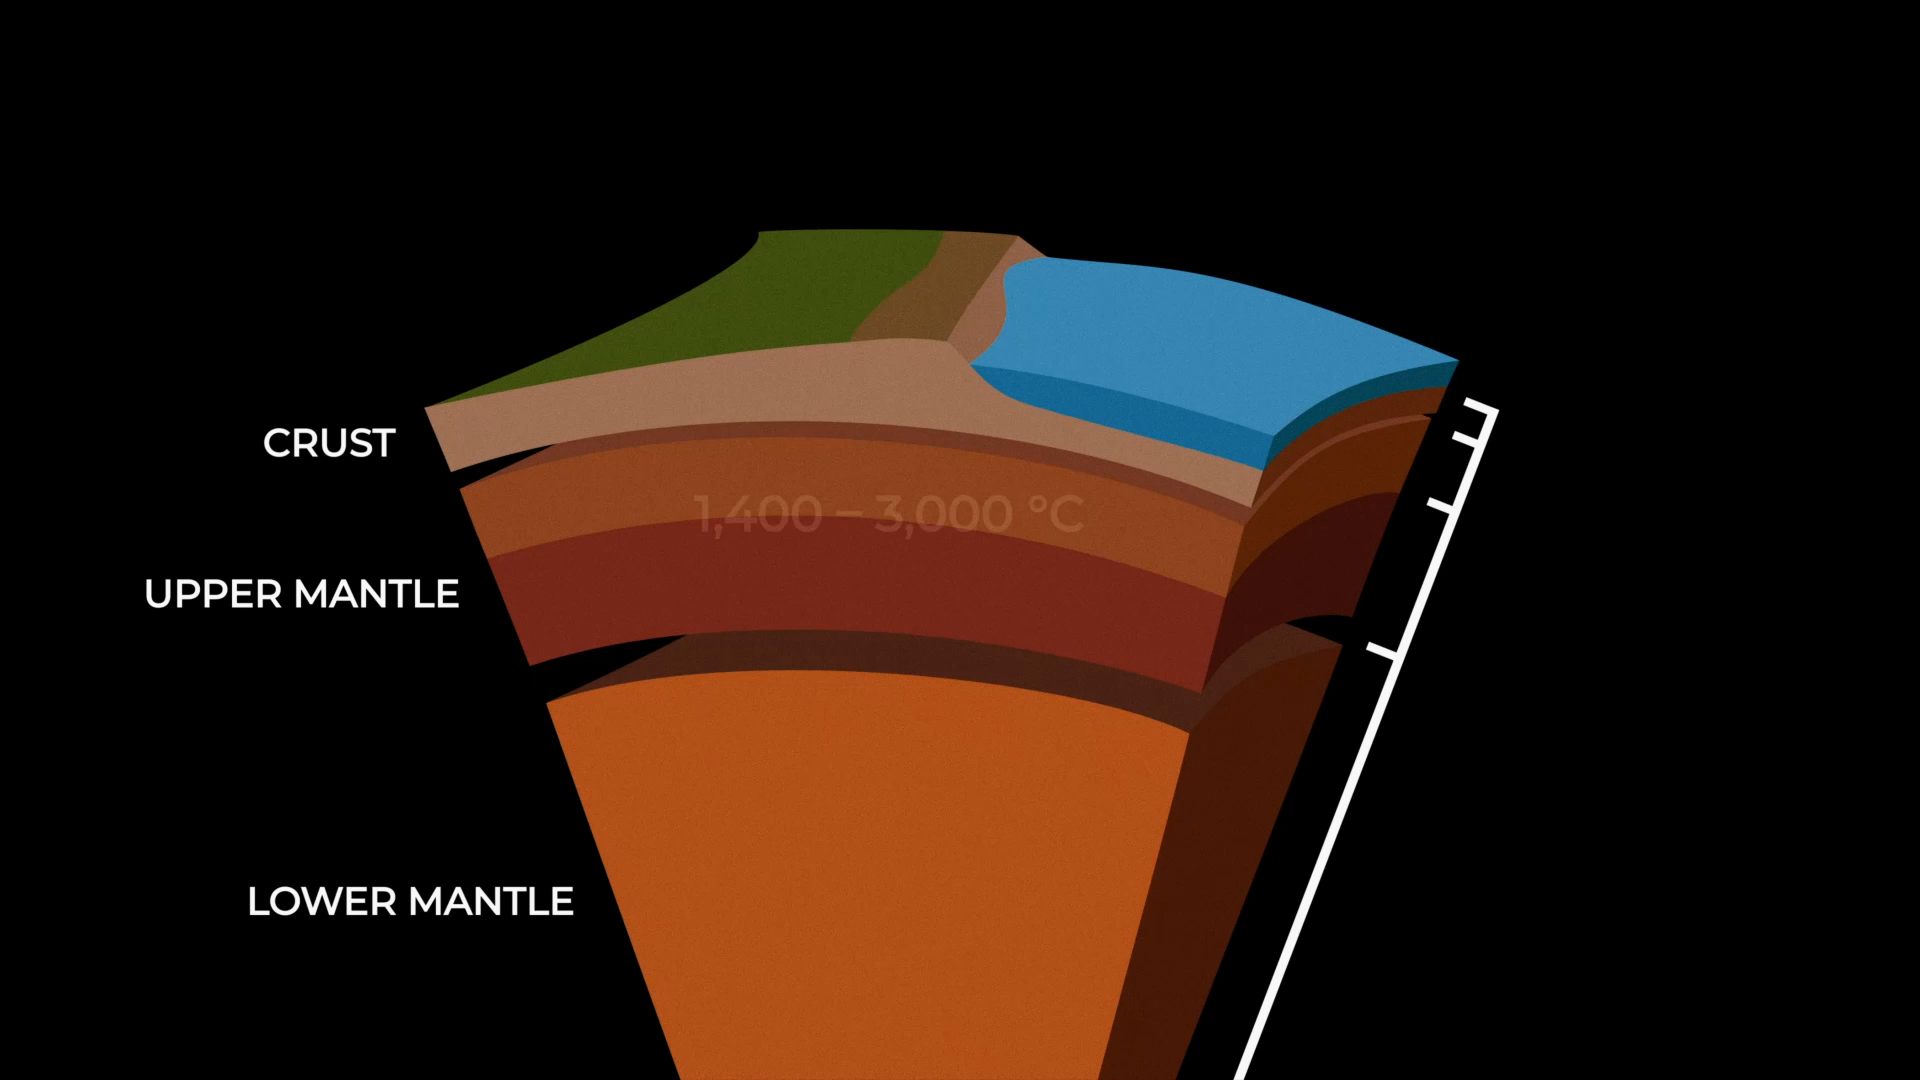 CRUST
1,400 – 3,000 °C
UPPER MANTLE
LOWER MANTLE